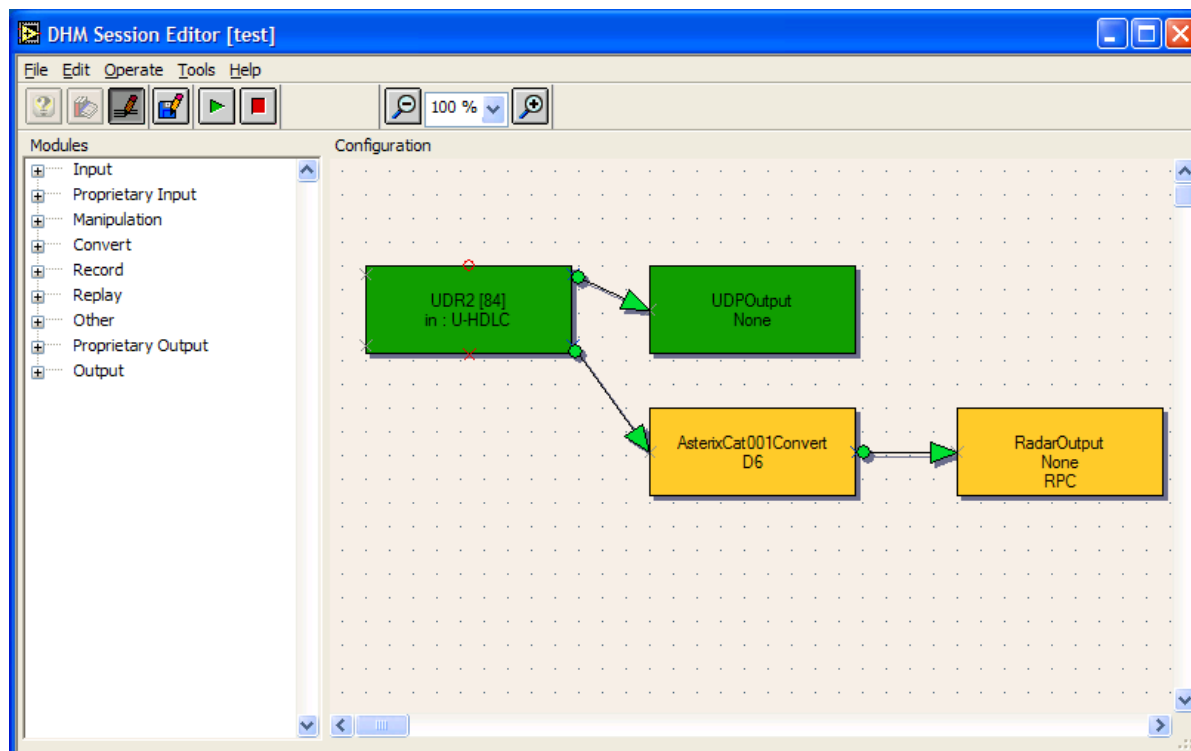 DHM Session Editor [test]
File Edit Operate Tools Help
100 %
Modules
Configuration
Input
Proprietary Input
Manipulation
Convert
Record
Replay
Other
Proprietary Output
Output
UDR2 [84]
in : U-HDLC
UDPOutput
None
AsterixCat001Convert
D6
RadarOutput
None
RPC